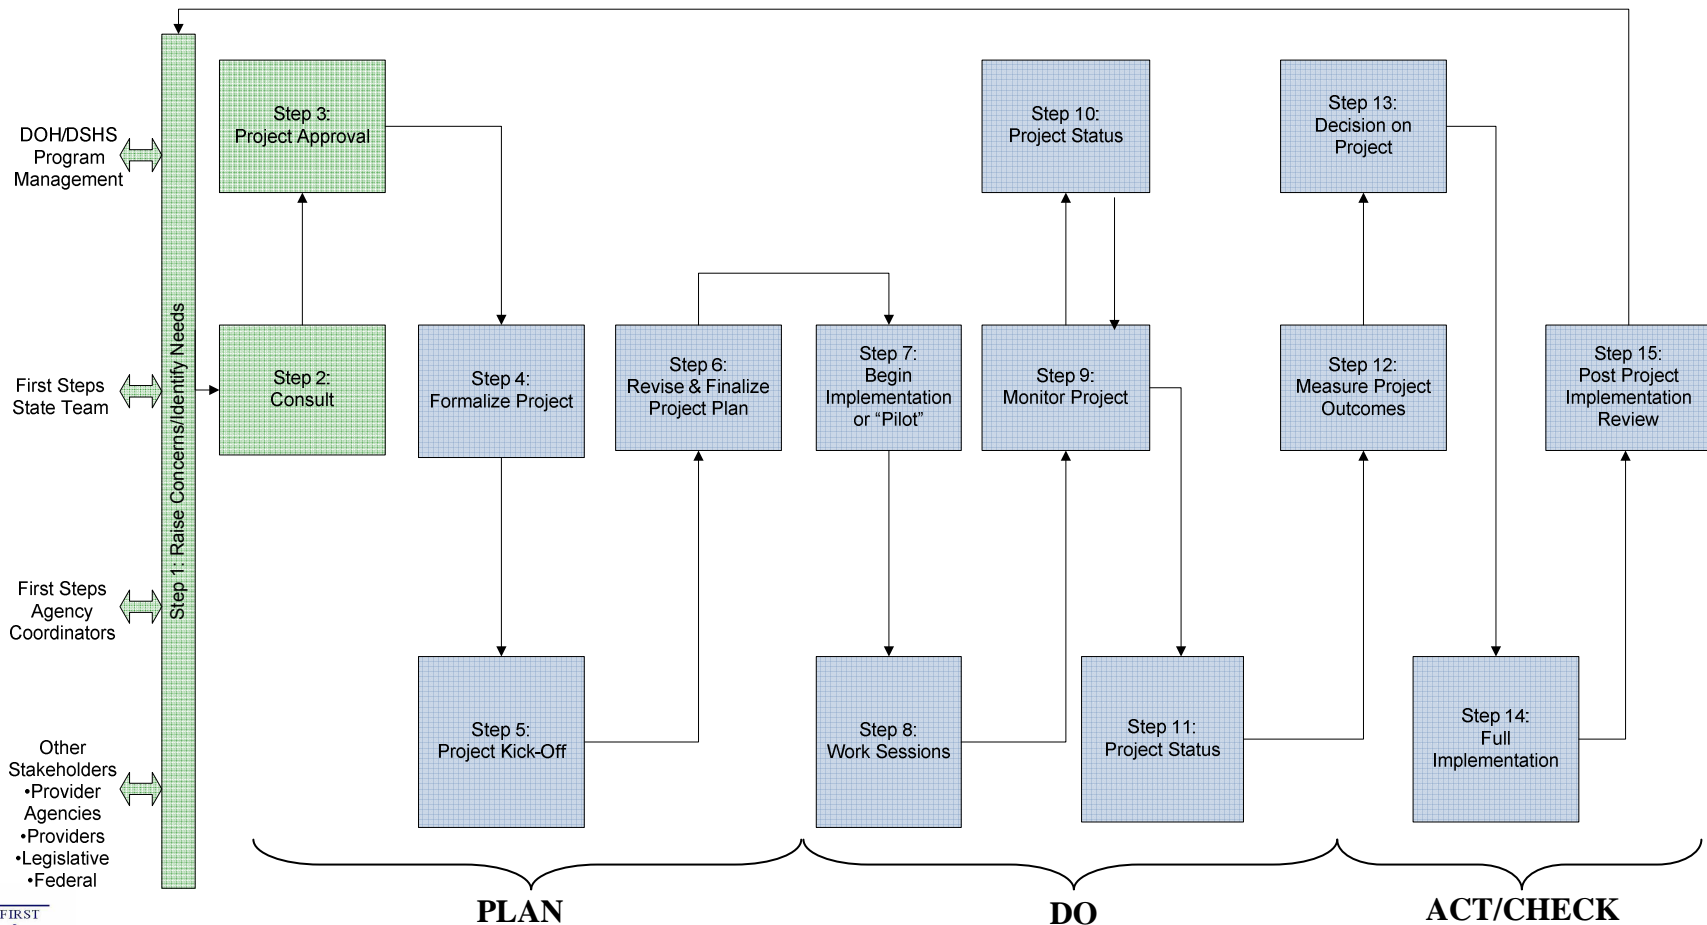 DOH/DSHS
Program
Management
First Steps
State Team
First Steps
Agency
Coordinators
Other
Stakeholders
•Provider
Agencies
•Providers
•Legislative
•Federal
Step 1: Raise Concerns/Identify Needs
Step 2:
Consult
Step 3:
Project Approval
Step 4:
Formalize Project
Step 5:
Project Kick-Off
Step 6:
Revise & Finalize
Project Plan
Step 7:
Begin
Implementation
or “Pilot”
Step 8:
Work Sessions
Step 9:
Monitor Project
Step 10:
Project Status
Step 11:
Project Status
Step 12:
Measure Project
Outcomes
Step 13:
Decision on
Project
Step 14:
Full
Implementation
Step 15:
Post Project
Implementation
Review
PLAN
DO
ACT/CHECK
FIRST